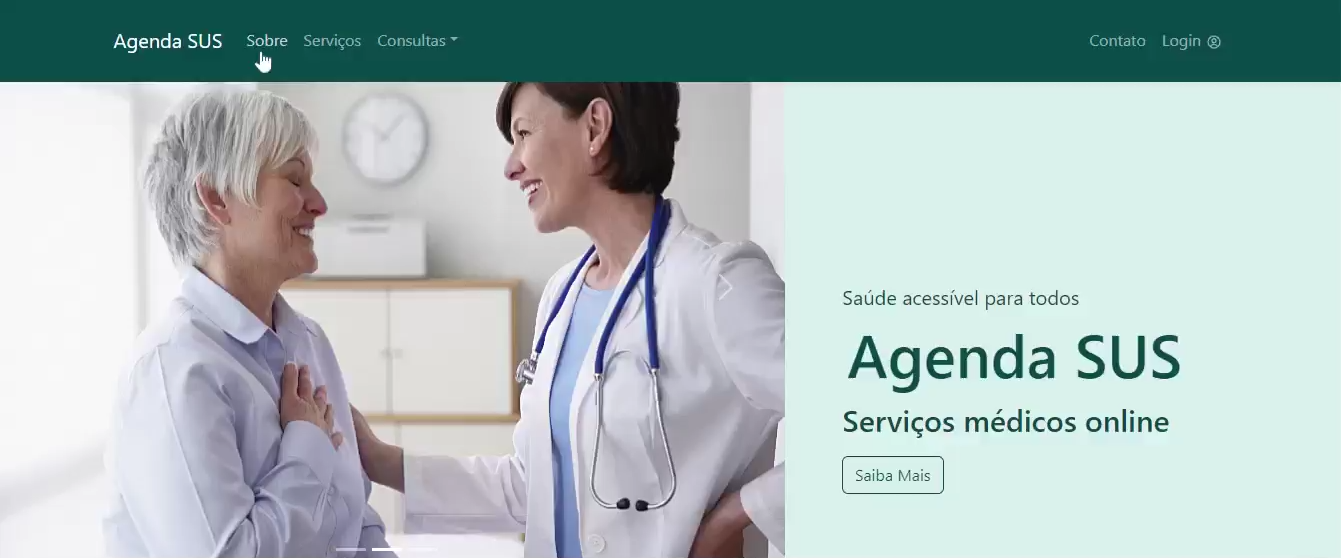 Agenda SUS Sobre Serviços Consultas Contato Login
Saúde acessível para todos
Agenda SUS
Serviços médicos online
Saiba Mais